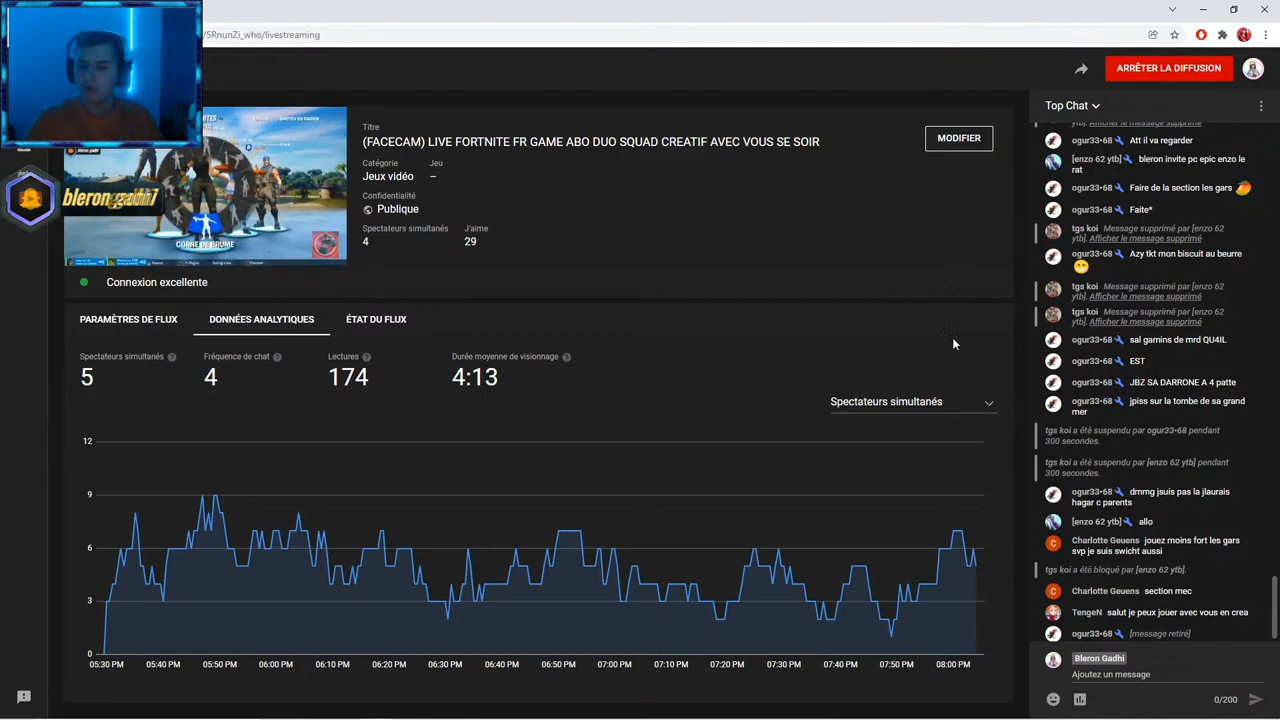 /5RnunZi_who/livestreaming
ARRÊTER LA DIFFUSION
bleron gadhi
CORNE DE BRUME
Titre
(FACECAM) LIVE FORTNITE FR GAME ABO DUO SQUAD CREATIF AVEC VOUS SE SOIR
MODIFIER
Catégorie
Jeu
Jeux vidéo
–
Confidentialité
Publique
Spectateurs simultanés
J'aime
4
29
Connexion excellente
PARAMÈTRES DE FLUX
DONNÉES ANALYTIQUES
ÉTAT DU FLUX
Spectateurs simultanés
Fréquence de chat
Lectures
Durée moyenne de visionnage
5
4
174
4:13
Spectateurs simultanés
12
9
6
3
0
05:30 PM
05:40 PM
05:50 PM
06:00 PM
06:10 PM
06:20 PM
06:30 PM
06:40 PM
06:50 PM
07:00 PM
07:10 PM
07:20 PM
07:30 PM
07:40 PM
07:50 PM
08:00 PM
Top Chat
Afficher le message supprimé
ogur33•68 Att il va regarder
[enzo 62 ytb] bleron invite pc epic enzo le
rat
ogur33•68 Faire de la section les gars
ogur33•68 Faite*
tgs koi Message supprimé par [enzo 62
ytb]. Afficher le message supprimé
ogur33•68 Azy tkt mon biscuit au beurre
tgs koi Message supprimé par [enzo 62
ytb]. Afficher le message supprimé
tgs koi Message supprimé par [enzo 62
ytb]. Afficher le message supprimé
ogur33•68 sal gamins de mrd QU4IL
ogur33•68 EST
ogur33•68 JBZ SA DARRONE A 4 patte
ogur33•68 jpiss sur la tombe de sa grand
mer
tgs koi a été suspendu par ogur33•68 pendant
300 secondes.
tgs koi a été suspendu par [enzo 62 ytb] pendant
300 secondes.
ogur33•68 dmmg jsuis pas la jlaurais
hagar c parents
[enzo 62 ytb] allo
Charlotte Geuens jouez moins fort les gars
svp je suis swicht aussi
tgs koi a été bloqué par [enzo 62 ytb].
Charlotte Geuens section mec
TengeN salut je peux jouer avec vous en crea
ogur33•68 [message retiré]
Bleron Gadhi
Ajoutez un message
0/200